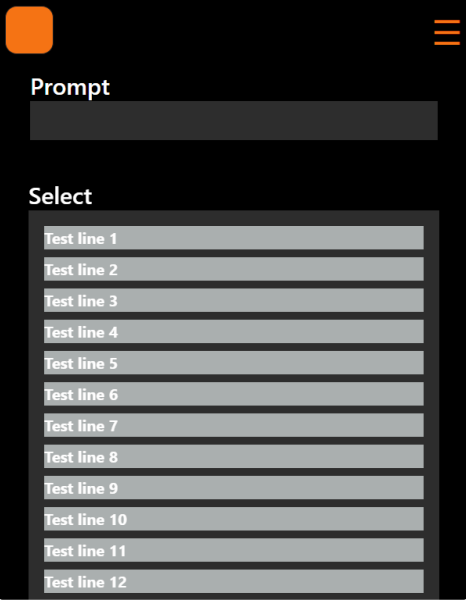 Prompt
Select
Test line 1
Test line 2
Test line 3
Test line 4
Test line 5
Test line 6
Test line 7
Test line 8
Test line 9
Test line 10
Test line 11
Test line 12